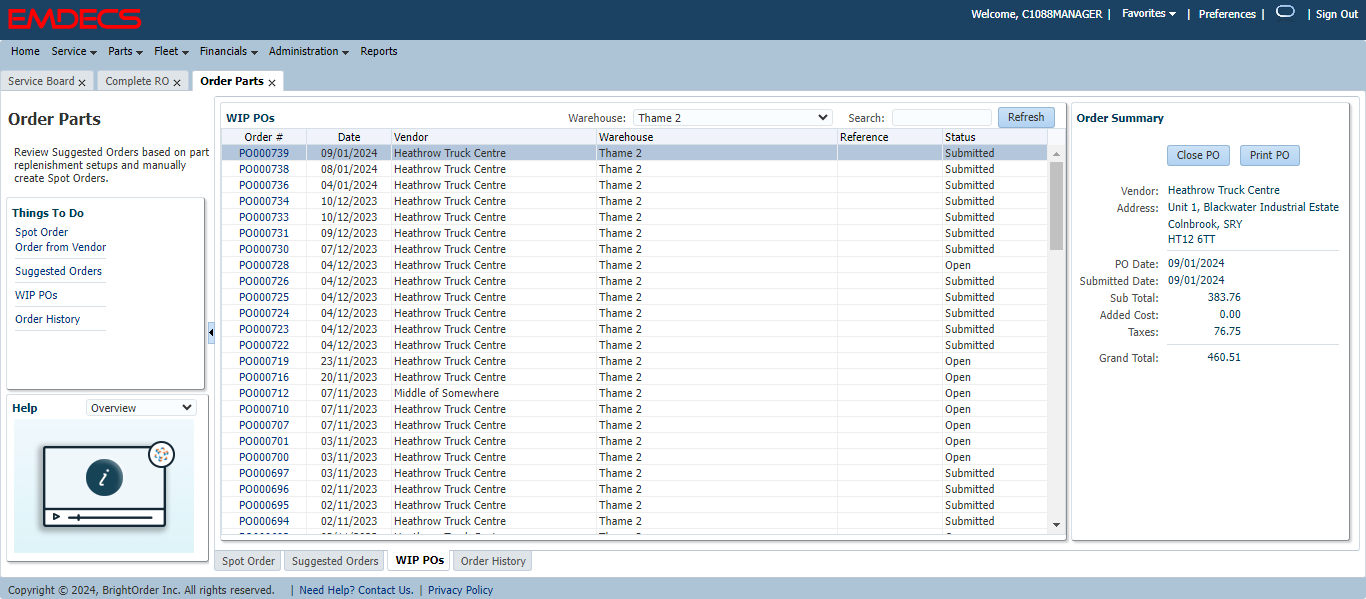 EMDECS
Welcome, C1088MANAGER | Favorites | Preferences | | Sign Out
Home Service Parts Fleet Financials Administration Reports
Service Board x Complete RO x Order Parts x
Order Parts
Review Suggested Orders based on part
replenishment setups and manually
create Spot Orders.
Things To Do
Spot Order
Order from Vendor
Suggested Orders
WIP POs
Order History
Help Overview
i
WIP POs Warehouse: Thame 2 Search: Refresh
Order # Date Vendor Warehouse Reference Status
PO000739 09/01/2024 Heathrow Truck Centre Thame 2 Submitted
PO000738 08/01/2024 Heathrow Truck Centre Thame 2 Submitted
PO000736 04/01/2024 Heathrow Truck Centre Thame 2 Submitted
PO000734 10/12/2023 Heathrow Truck Centre Thame 2 Submitted
PO000733 10/12/2023 Heathrow Truck Centre Thame 2 Submitted
PO000731 09/12/2023 Heathrow Truck Centre Thame 2 Submitted
PO000730 07/12/2023 Heathrow Truck Centre Thame 2 Submitted
PO000728 04/12/2023 Heathrow Truck Centre Thame 2 Open
PO000726 04/12/2023 Heathrow Truck Centre Thame 2 Submitted
PO000725 04/12/2023 Heathrow Truck Centre Thame 2 Submitted
PO000724 04/12/2023 Heathrow Truck Centre Thame 2 Submitted
PO000723 04/12/2023 Heathrow Truck Centre Thame 2 Submitted
PO000722 04/12/2023 Heathrow Truck Centre Thame 2 Submitted
PO000719 23/11/2023 Heathrow Truck Centre Thame 2 Open
PO000716 20/11/2023 Heathrow Truck Centre Thame 2 Open
PO000712 07/11/2023 Middle of Somewhere Thame 2 Open
PO000710 07/11/2023 Heathrow Truck Centre Thame 2 Open
PO000707 07/11/2023 Heathrow Truck Centre Thame 2 Open
PO000701 03/11/2023 Heathrow Truck Centre Thame 2 Open
PO000700 03/11/2023 Heathrow Truck Centre Thame 2 Open
PO000697 03/11/2023 Heathrow Truck Centre Thame 2 Submitted
PO000696 02/11/2023 Heathrow Truck Centre Thame 2 Submitted
PO000695 02/11/2023 Heathrow Truck Centre Thame 2 Submitted
PO000694 02/11/2023 Heathrow Truck Centre Thame 2 Submitted
Order Summary
Close PO Print PO
Vendor: Heathrow Truck Centre
Address: Unit 1, Blackwater Industrial Estate
Colnbrook, SRY
HT12 6TT
PO Date: 09/01/2024
Submitted Date: 09/01/2024
Sub Total: 383.76
Added Cost: 0.00
Taxes: 76.75
Grand Total: 460.51
Spot Order Suggested Orders WIP POs Order History
Copyright © 2024, BrightOrder Inc. All rights reserved. | Need Help? Contact Us. | Privacy Policy